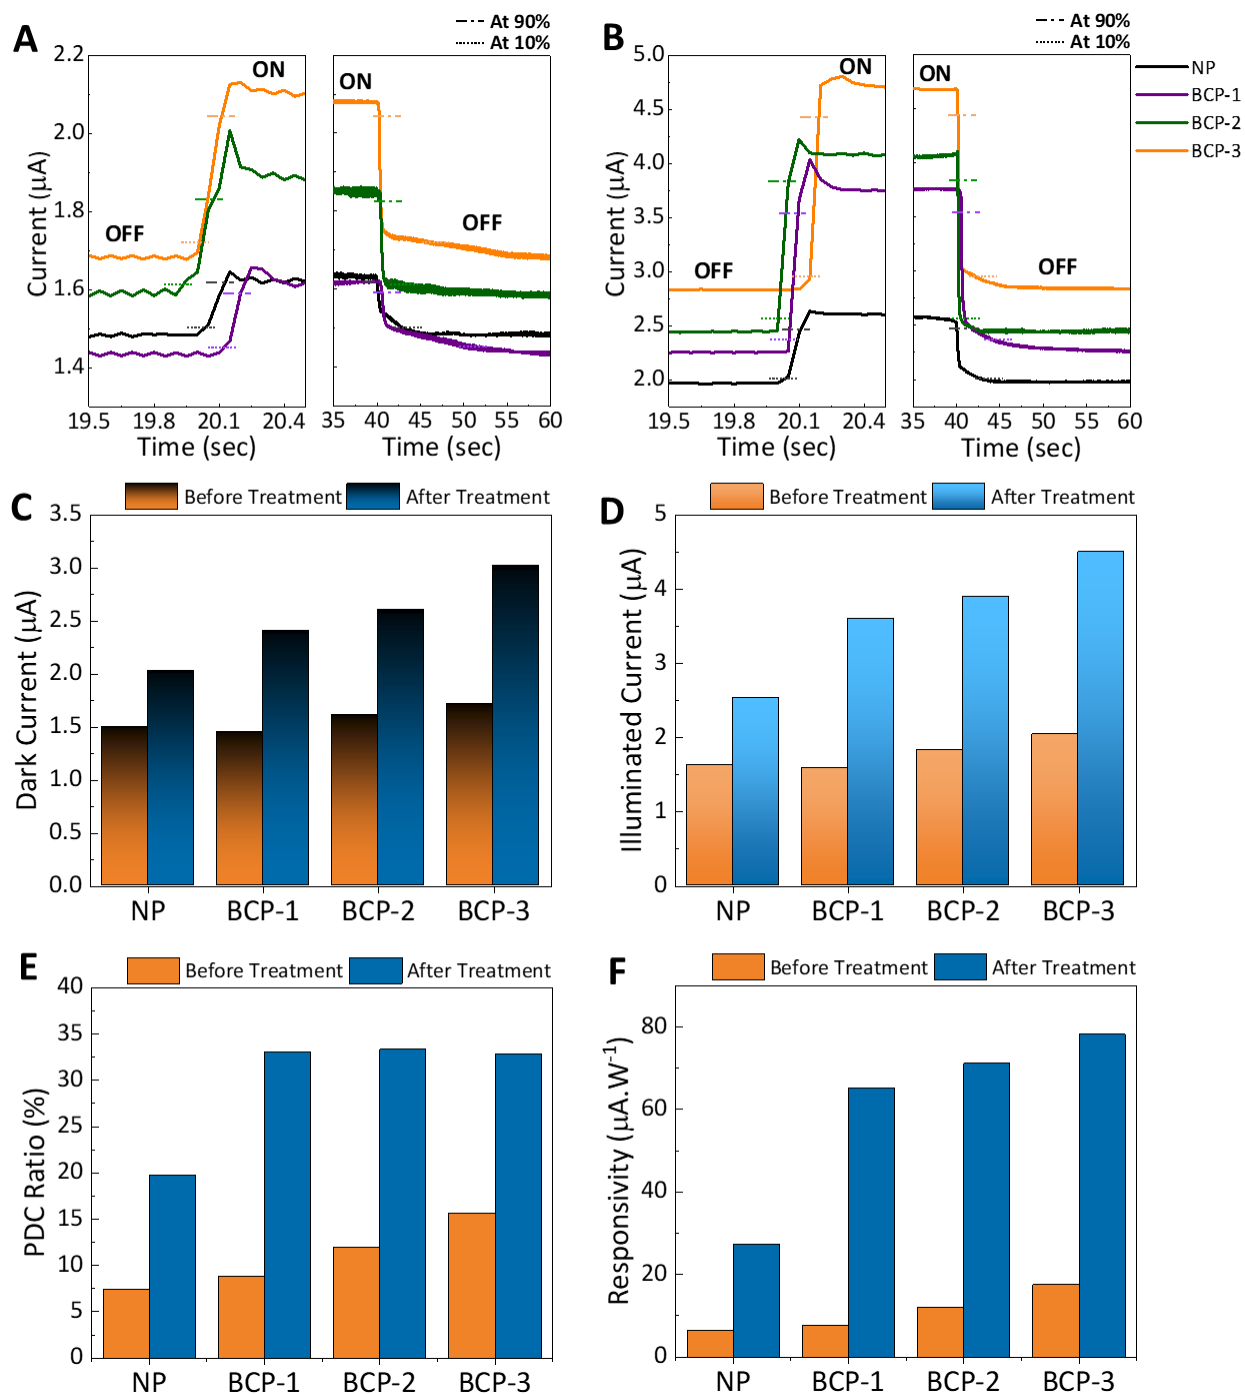 A
At 90%
At 10%
2.2
2.0
1.8
1.6
1.4
Current (μA)
ON
OFF
ON
OFF
19.5 19.8 20.1 20.4
35 40 45 50 55 60
Time (sec)
Time (sec)
B
At 90%
At 10%
5.0
4.5
4.0
3.5
3.0
2.5
2.0
Current (μA)
ON
OFF
ON
OFF
NP
BCP-1
BCP-2
BCP-3
19.5 19.8 20.1 20.4
35 40 45 50 55 60
Time (sec)
Time (sec)
C
Before Treatment
After Treatment
3.5
3.0
2.5
2.0
1.5
1.0
0.5
0.0
Dark Current (μA)
NP BCP-1 BCP-2 BCP-3
D
Before Treatment
After Treatment
5
4
3
2
1
0
Illuminated Current (μA)
NP BCP-1 BCP-2 BCP-3
E
Before Treatment
After Treatment
40
35
30
25
20
15
10
5
0
PDC Ratio (%)
NP BCP-1 BCP-2 BCP-3
F
Before Treatment
After Treatment
80
60
40
20
0
Responsivity (μA.W⁻¹)
NP BCP-1 BCP-2 BCP-3